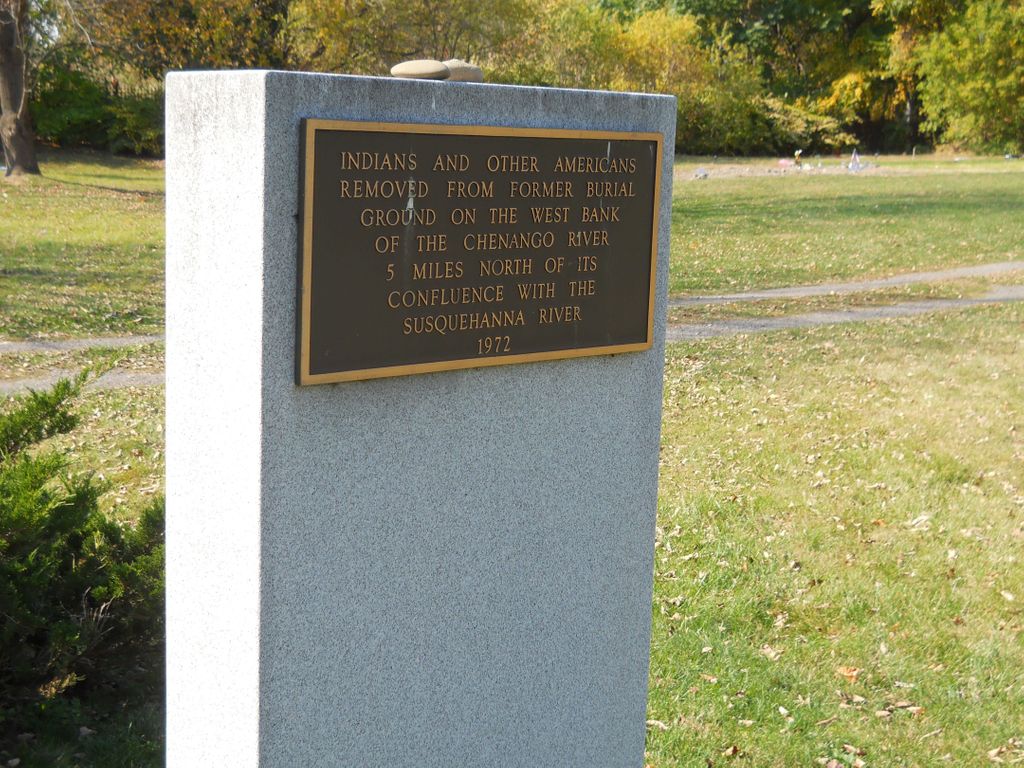 INDIANS AND OTHER AMERICANS
REMOVED FROM FORMER BURIAL
GROUND ON THE WEST BANK
OF THE CHENANGO RIVER
5 MILES NORTH OF ITS
CONFLUENCE WITH THE
SUSQUEHANNA RIVER
1972